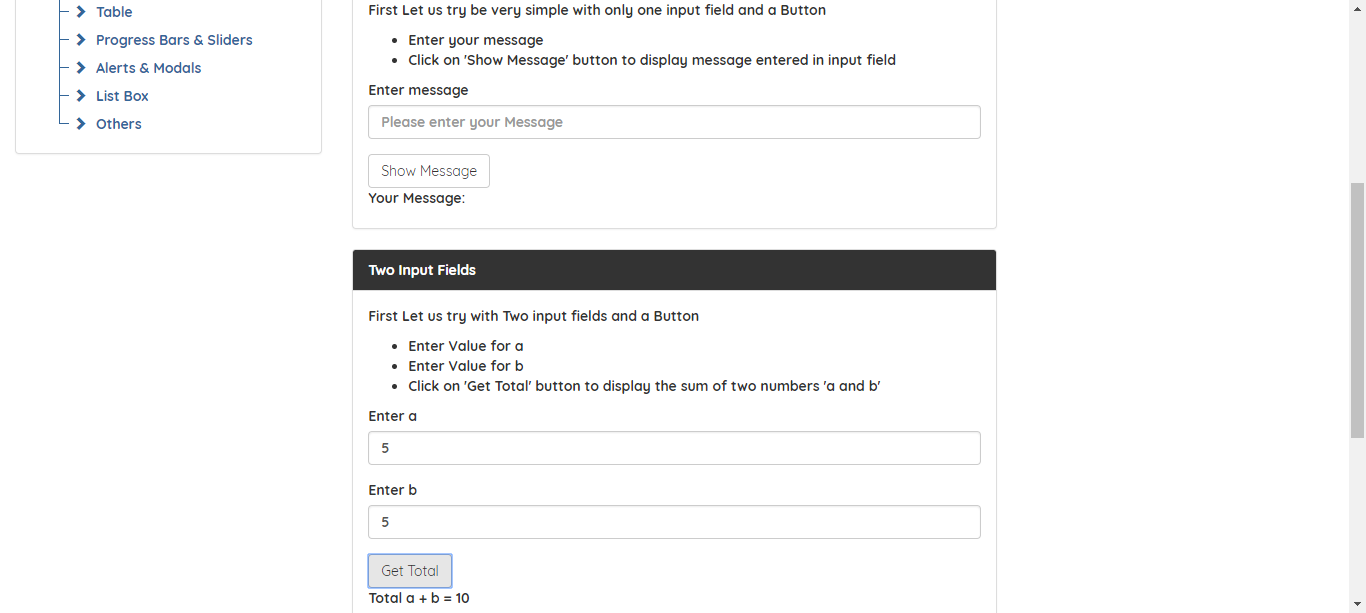 Table
Progress Bars & Sliders
Alerts & Modals
List Box
Others
First Let us try be very simple with only one input field and a Button
Enter your message
Click on 'Show Message' button to display message entered in input field
Enter message
Please enter your Message
Show Message
Your Message:
Two Input Fields
First Let us try with Two input fields and a Button
Enter Value for a
Enter Value for b
Click on 'Get Total' button to display the sum of two numbers 'a and b'
Enter a
5
Enter b
5
Get Total
Total a + b = 10